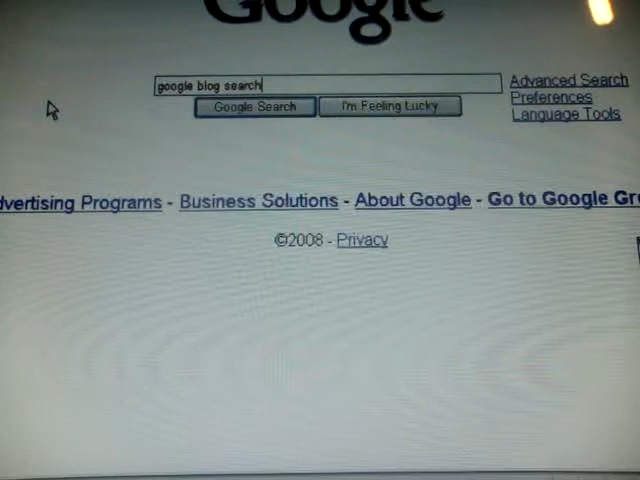 Google
google blog search
Advanced Search
Google Search I'm Feeling Lucky
Preferences
Language Tools
dvertising Programs - Business Solutions - About Google - Go to Google Gr
©2008 - Privacy